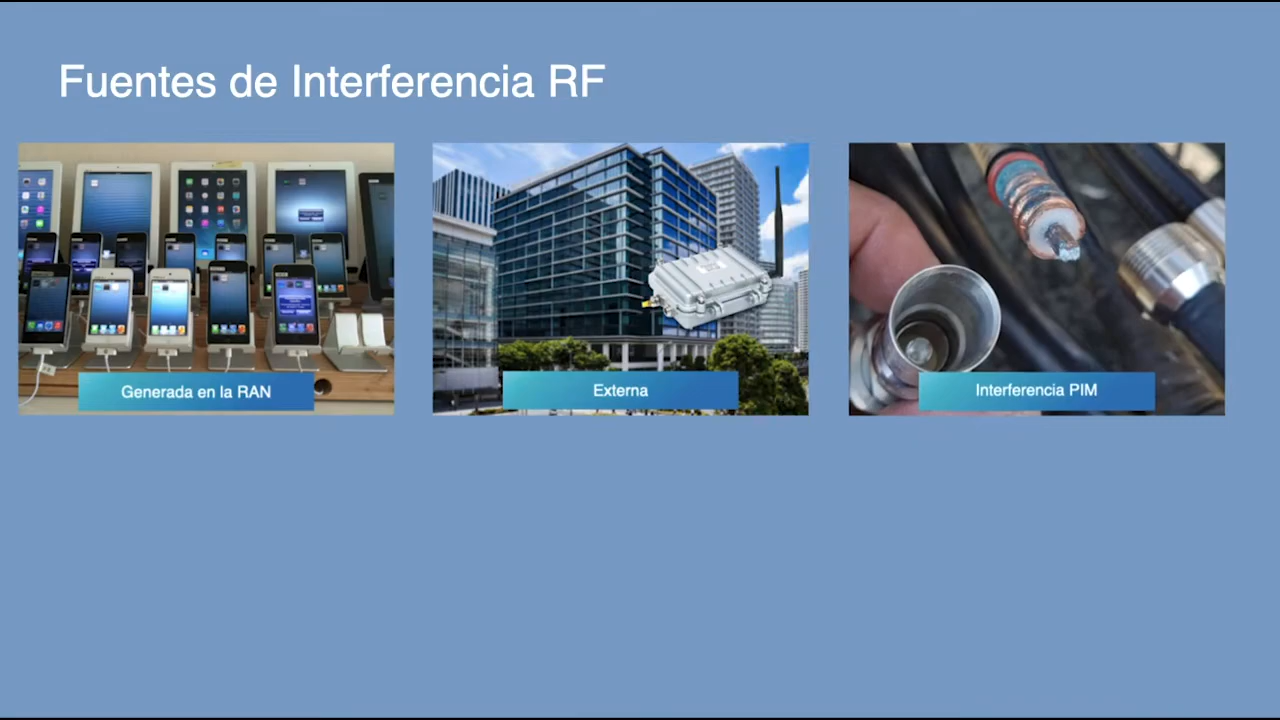 Fuentes de Interferencia RF
Generada en la RAN
Externa
Interferencia PIM